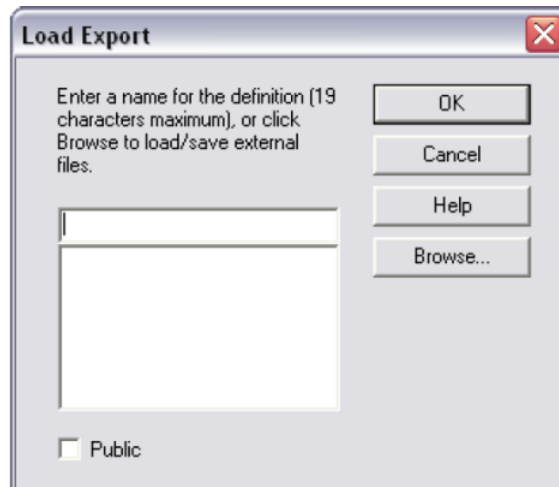 Load Export
Enter a name for the definition (19
characters maximum), or click
Browse to load/save external
files.
OK
Cancel
Help
Browse...
Public